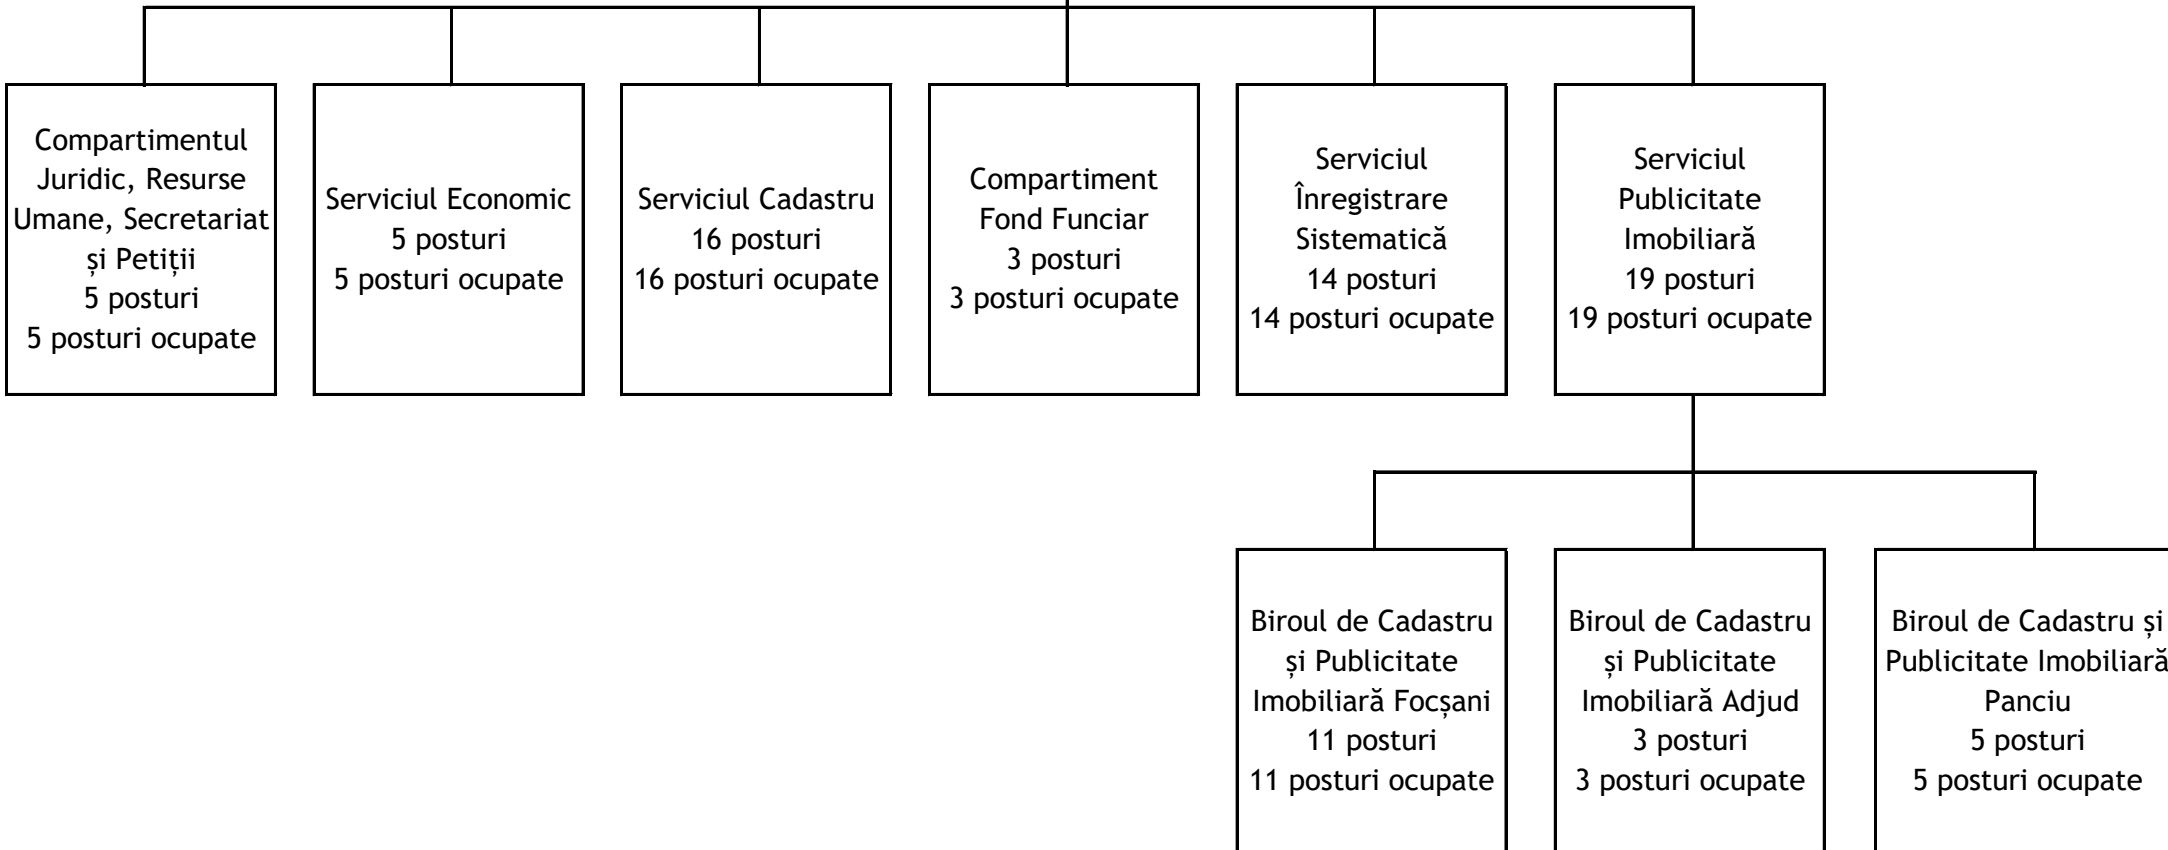 Compartimentul
Juridic, Resurse
Umane, Secretariat
și Petiții
5 posturi
5 posturi ocupate
Serviciul Economic
5 posturi
5 posturi ocupate
Serviciul Cadastru
16 posturi
16 posturi ocupate
Compartiment
Fond Funciar
3 posturi
3 posturi ocupate
Serviciul
Înregistrare
Sistematică
14 posturi
14 posturi ocupate
Serviciul
Publicitate
Imobiliară
19 posturi
19 posturi ocupate
Biroul de Cadastru
și Publicitate
Imobiliară Focșani
11 posturi
11 posturi ocupate
Biroul de Cadastru
și Publicitate
Imobiliară Adjud
3 posturi
3 posturi ocupate
Biroul de Cadastru și
Publicitate Imobiliară
Panciu
5 posturi
5 posturi ocupate